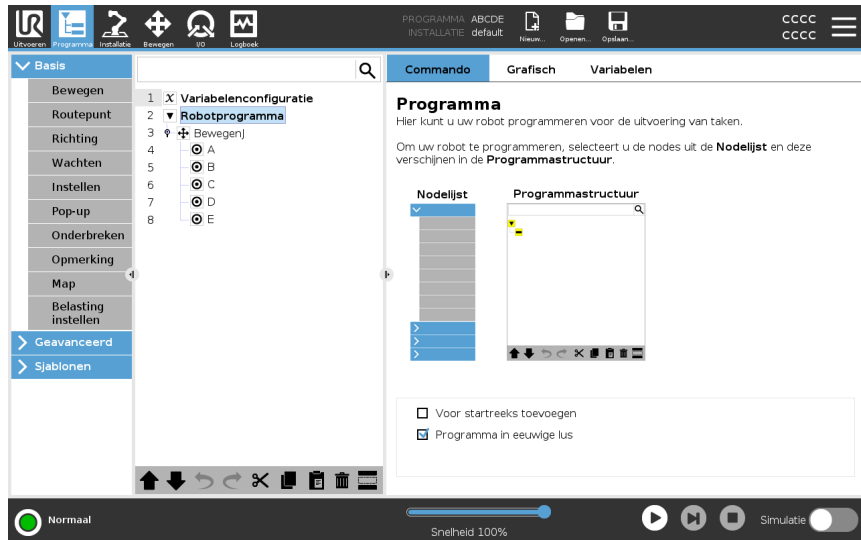 UR
PROGRAMMA ABCDE
INSTALLATIE default
CCCC
CCCC
Uitvoeren Programma Installatie Bewegen I/O Logboek Nieuw... Openen... Opslaan...
Basis
Bewegen
Routepunt
Richting
Wachten
Instellen
Pop-up
Onderbreken
Opmerking
Map
Belasting
instellen
Geavanceerd
Sjablonen
1 X Variabelenconfiguratie
2 Robotprogramma
3 BewegenJ
4 A
5 B
6 C
7 D
8 E
Commando Grafisch Variabelen
Programma
Hier kunt u uw robot programmeren voor de uitvoering van taken.
Om uw robot te programmeren, selecteert u de nodes uit de Nodelijst en deze
verschijnen in de Programmastructuur.
Nodelijst Programmastructuur
Voor startreeks toevoegen
Programma in eeuwige lus
Normaal
Snelheid 100%
Simulatie